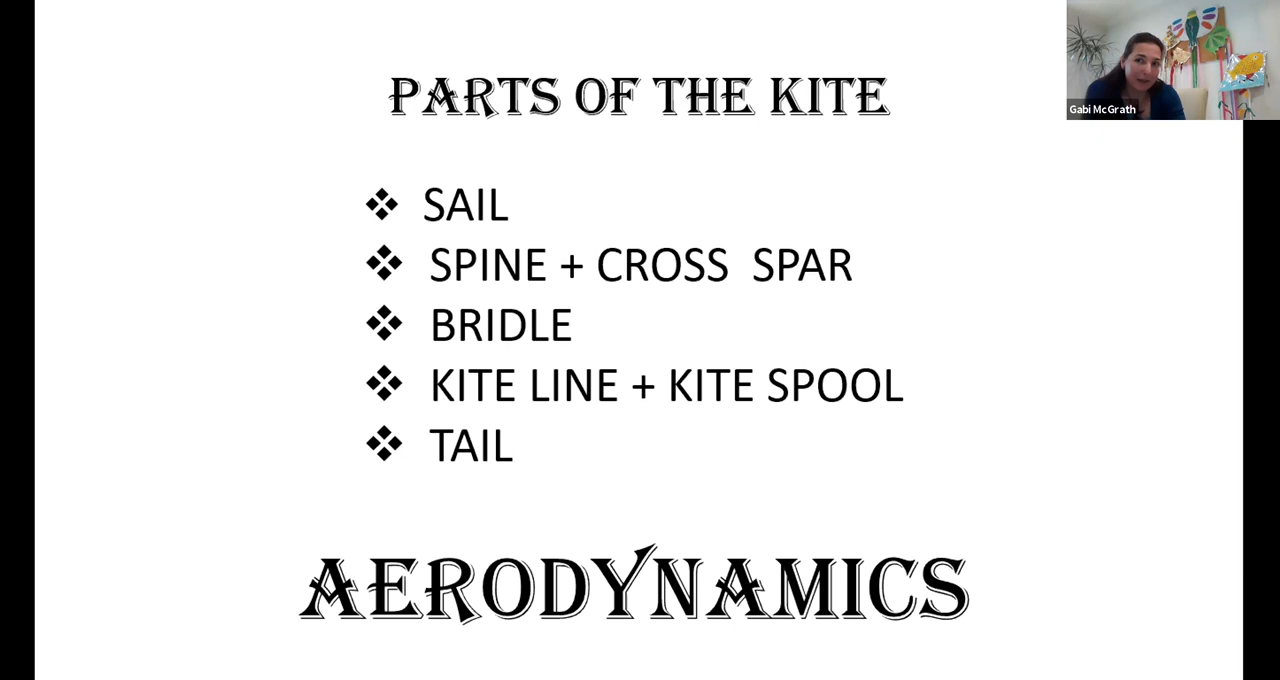 PARTS OF THE KITE
Gabi McGrath
❖ SAIL
❖ SPINE + CROSS SPAR
❖ BRIDLE
❖ KITE LINE + KITE SPOOL
❖ TAIL
AERODYNAMICS